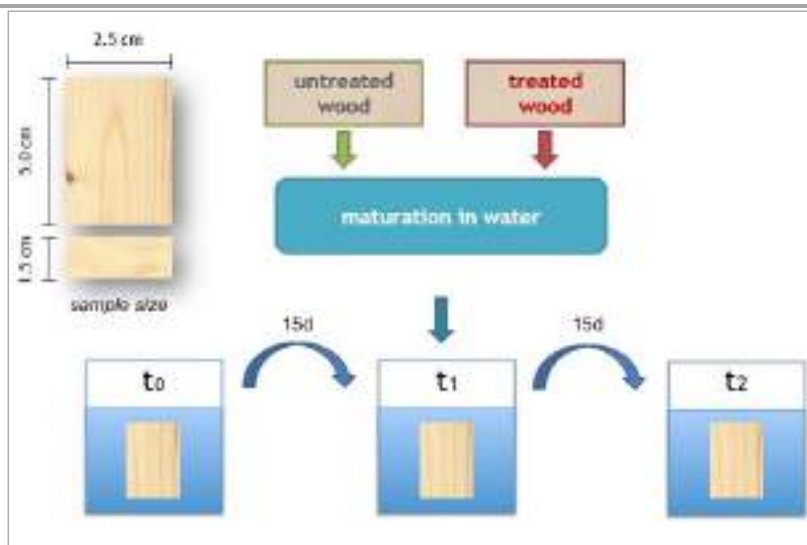 2.5 cm
5.0 cm
1.5 cm
sample size
untreated
wood
treated
wood
maturation in water
15d
15d
t0
t1
t2